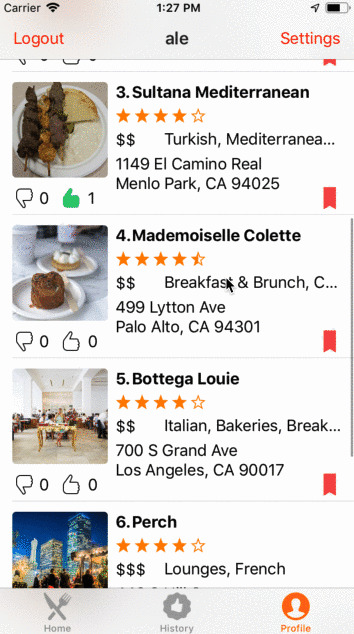 Carrier 1:27 PM
Logout ale Settings
3. Sultana Mediterranean
$$ Turkish, Mediterranea...
1149 El Camino Real
Menlo Park, CA 94025
0 1
4. Mademoiselle Colette
$$ Breakfast & Brunch, C...
499 Lytton Ave
Palo Alto, CA 94301
0 0
5. Bottega Louie
$$ Italian, Bakeries, Break...
700 S Grand Ave
Los Angeles, CA 90017
0 0
6. Perch
$$$ Lounges, French
Home History Profile